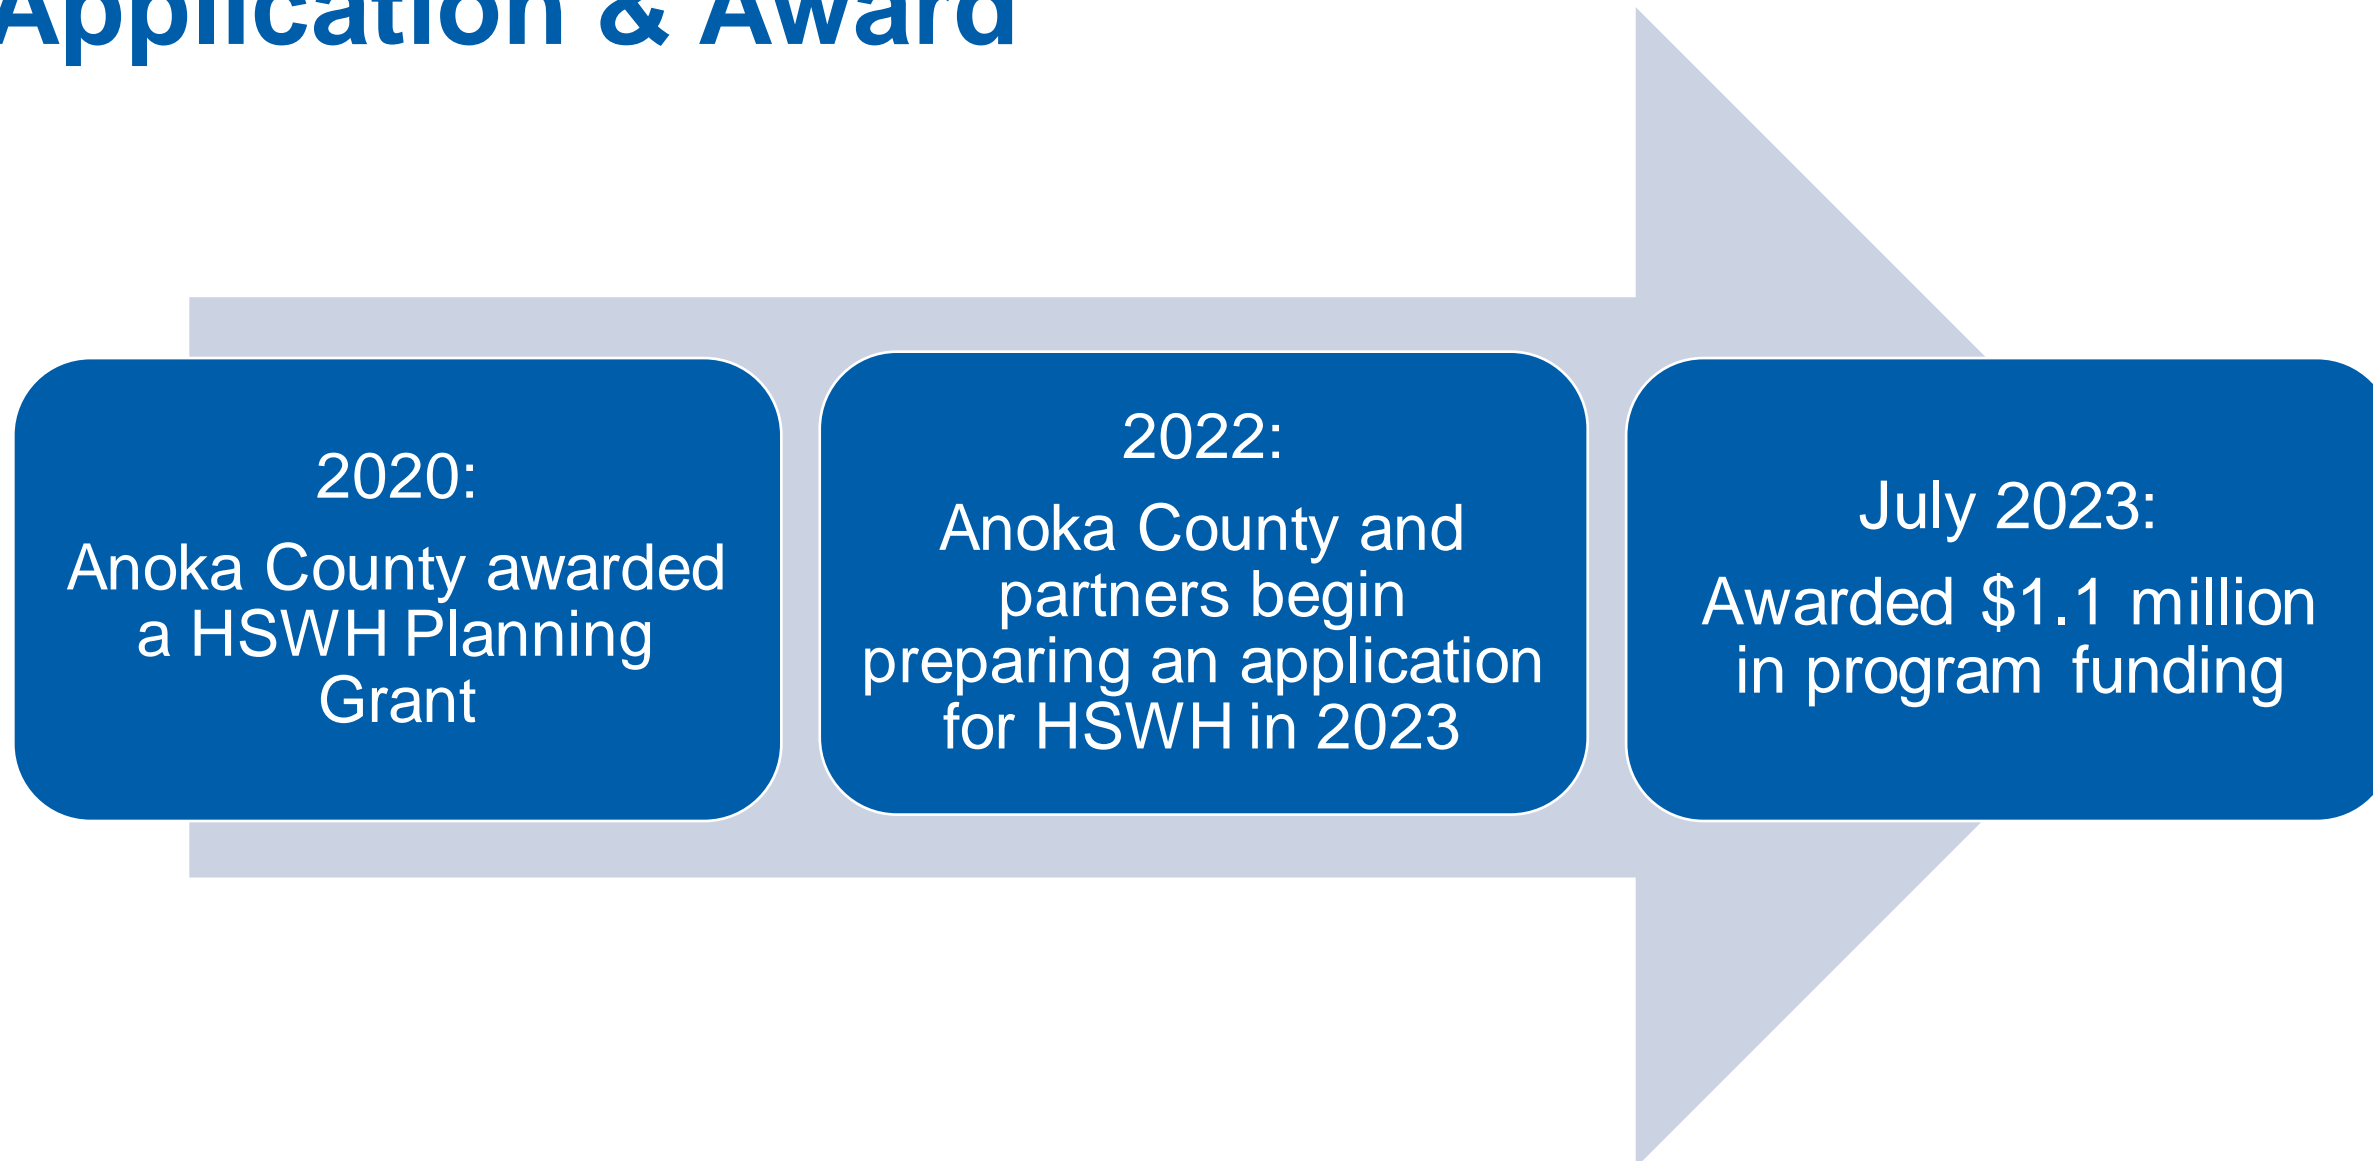 Application & Award
2020:
Anoka County awarded
a HSWH Planning
Grant
2022:
Anoka County and
partners begin
preparing an application
for HSWH in 2023
July 2023:
Awarded $1.1 million
in program funding